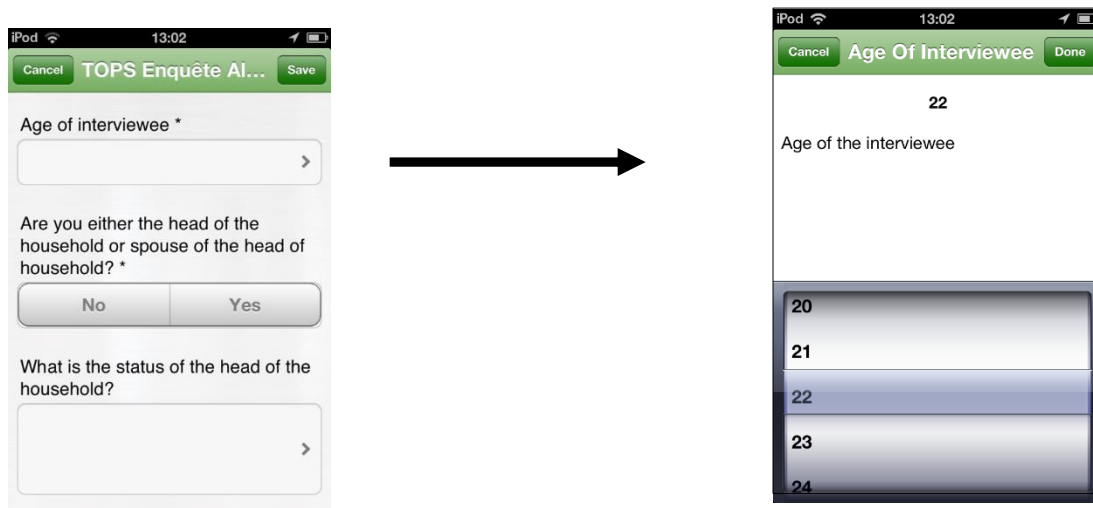 iPod 13:02
Cancel TOPS Enquête Al... Save
Age of interviewee *
Are you either the head of the
household or spouse of the head of
household? *
No Yes
What is the status of the head of the
household?
iPod 13:02
Cancel Age Of Interviewee Done
22
Age of the interviewee
20
21
22
23
24